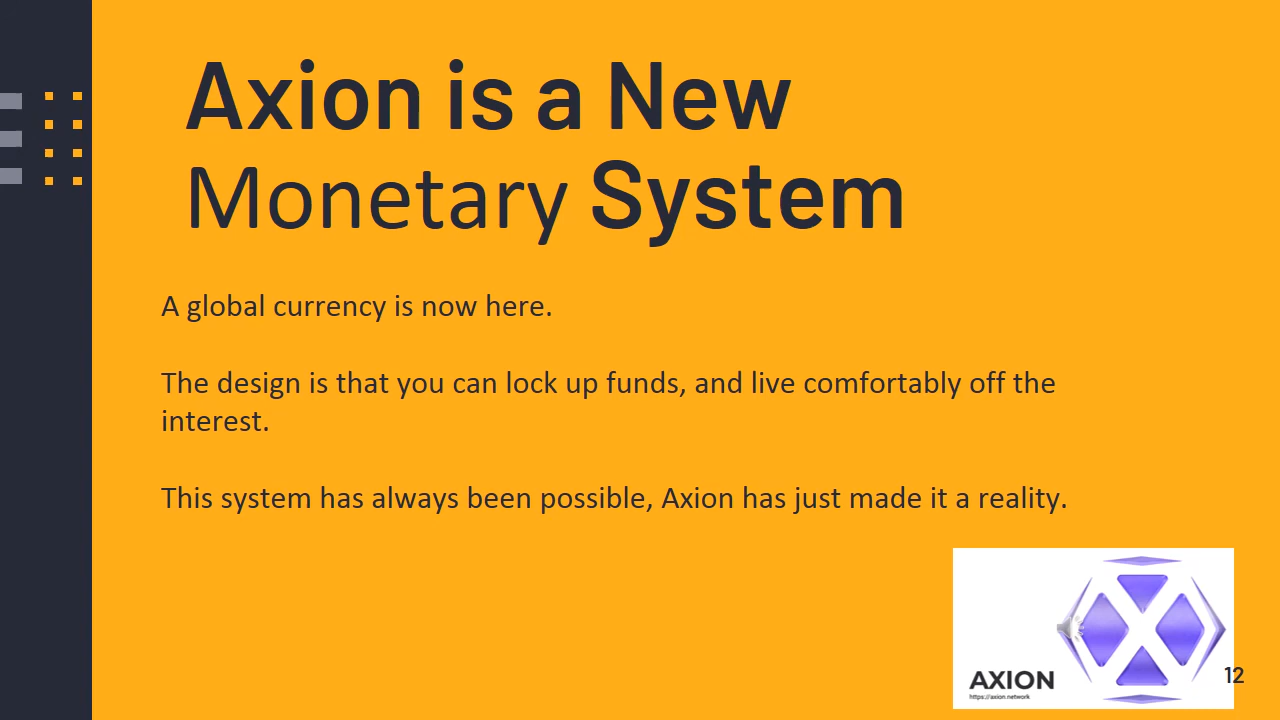 Axion is a New
Monetary System
A global currency is now here.
The design is that you can lock up funds, and live comfortably off the
interest.
This system has always been possible, Axion has just made it a reality.
AXION
https://axion.network
12